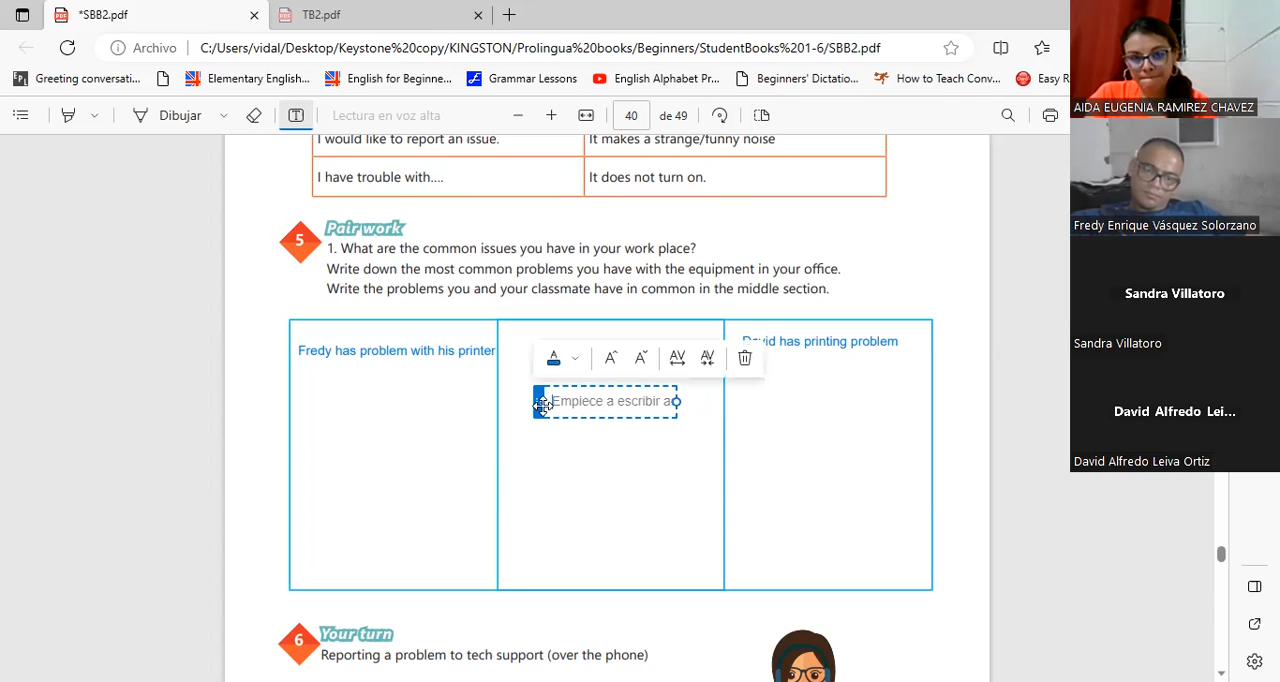 *SBB2.pdf
TB2.pdf
Archivo
C:/Users/vidal/Desktop/Keystone%20copy/KINGSTON/Prolingua%20books/Beginners/StudentBooks%201-6/SBB2.pdf
Greeting conversati...
Elementary English...
English for Beginne...
Grammar Lessons
English Alphabet Pr...
Beginners' Dictatio...
How to Teach Conv...
Easy R
Dibujar
Lectura en voz alta
40
de 49
I would like to report an issue.
It makes a strange/funny noise
I have trouble with....
It does not turn on.
5
Pair work
1. What are the common issues you have in your work place?
Write down the most common problems you have with the equipment in your office.
Write the problems you and your classmate have in common in the middle section.
Fredy has problem with his printer
David has printing problem
Empiece a escribir a
6
Your turn
Reporting a problem to tech support (over the phone)
AIDA EUGENIA RAMIREZ CHAVEZ
Fredy Enrique Vásquez Solorzano
Sandra Villatoro
Sandra Villatoro
David Alfredo Lei...
David Alfredo Leiva Ortiz